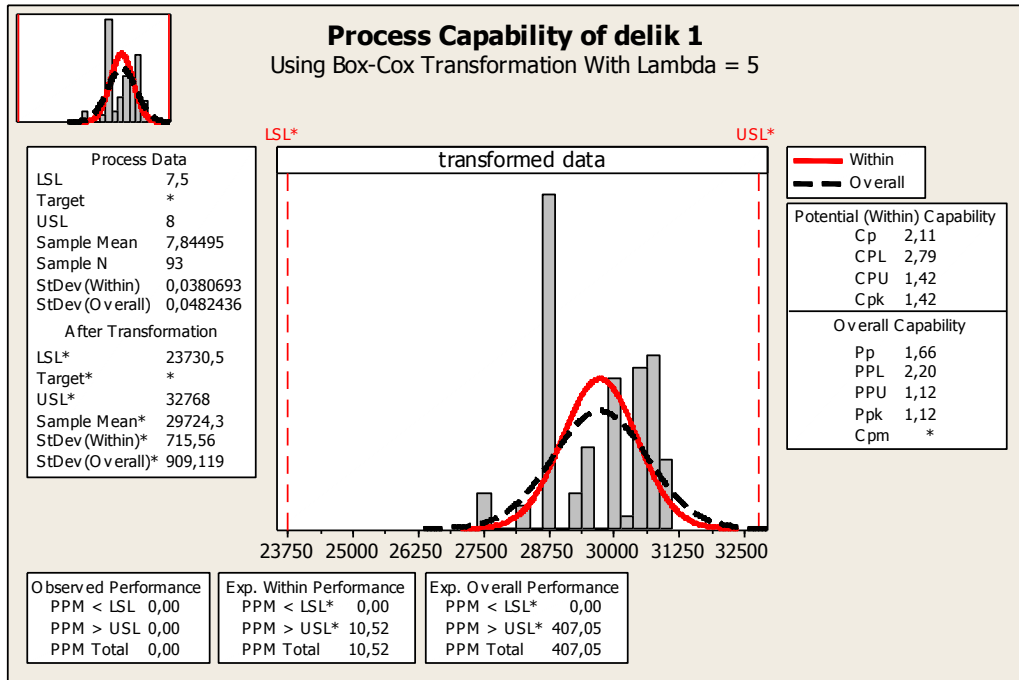 Process Capability of delik 1
Using Box-Cox Transformation With Lambda = 5
LSL*
USL*
transformed data
Process Data
LSL 7,5
Target *
USL 8
Sample Mean 7,84495
Sample N 93
StDev(Within) 0,0380693
StDev(Overall) 0,0482436
After Transformation
LSL* 23730,5
Target* *
USL* 32768
Sample Mean* 29724,3
StDev(Within)* 715,56
StDev(Overall)* 909,119
Within
Overall
Potential (Within) Capability
Cp 2,11
CPL 2,79
CPU 1,42
Cpk 1,42
Overall Capability
Pp 1,66
PPL 2,20
PPU 1,12
Ppk 1,12
Cpm *
23750 25000 26250 27500 28750 30000 31250 32500
Observed Performance
PPM < LSL 0,00
PPM > USL 0,00
PPM Total 0,00
Exp. Within Performance
PPM < LSL* 0,00
PPM > USL* 10,52
PPM Total 10,52
Exp. Overall Performance
PPM < LSL* 0,00
PPM > USL* 407,05
PPM Total 407,05